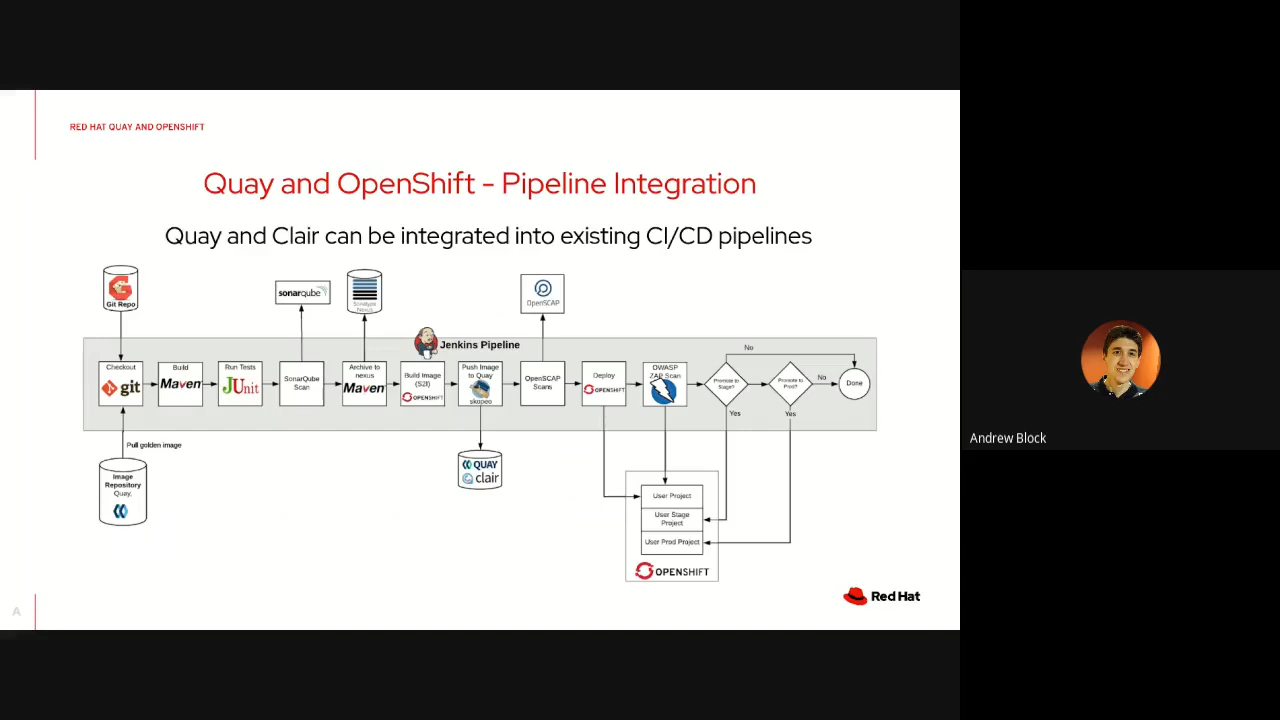 RED HAT QUAY AND OPENSHIFT
Quay and OpenShift - Pipeline Integration
Quay and Clair can be integrated into existing CI/CD pipelines
Git Repo
sonarqube
Sonatype
Nexus
OpenSCAP
Jenkins Pipeline
No
Checkout
git
Build
Maven
Run Tests
JUnit
SonarQube
Scan
Archive to
nexus
Maven
Build Image
(S2I)
OPENSHIFT
Push Image
to Quay
skopeo
OpenSCAP
Scans
Deploy
OPENSHIFT
OWASP
ZAP Scan
Promote to
Stage?
Promote to
Prod?
No
Done
Yes
Yes
Pull golden image
Image
Repository
Quay.
QUAY
clair
User Project
User Stage
Project
User Prod Project
OPENSHIFT
Red Hat
A
Andrew Block